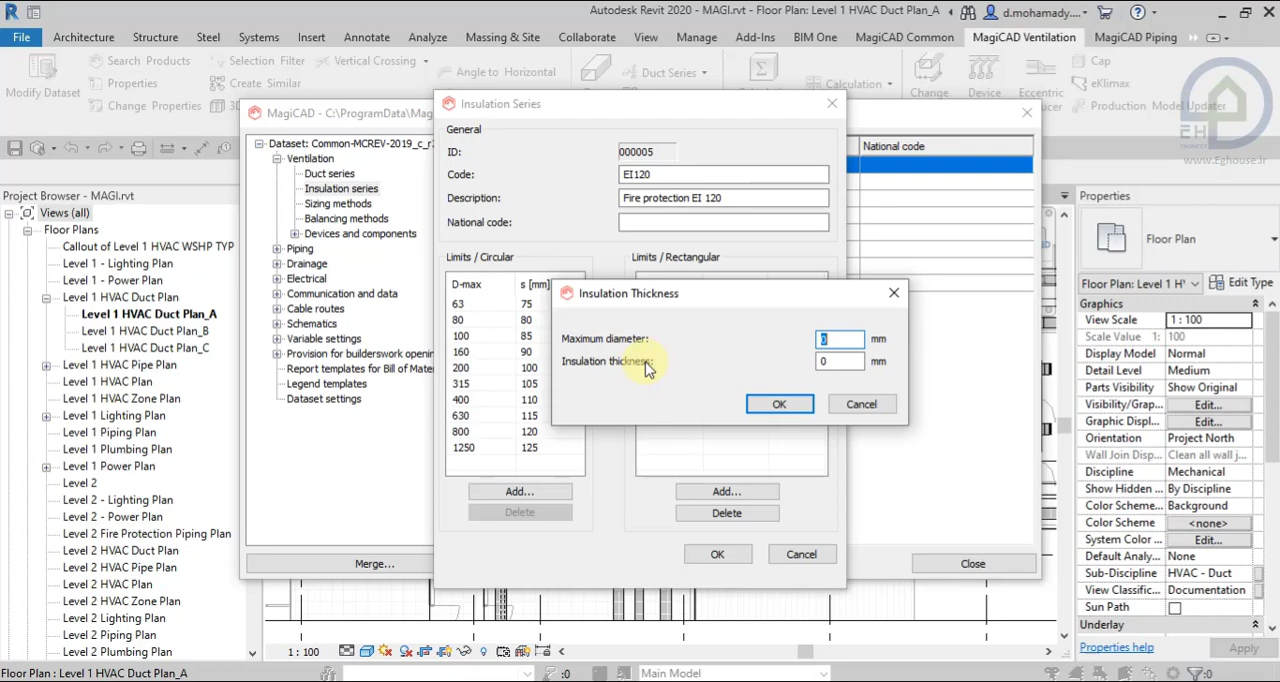 Autodesk Revit 2020 - MAGI.rvt - Floor Plan: Level 1 HVAC Duct Plan_A
d.mohamady....
File Architecture Structure Steel Systems Insert Annotate Analyze Massing & Site Collaborate View Manage Add-Ins BIM One MagiCAD Common MagiCAD Ventilation MagiCAD Piping
Modify Dataset
Search Products
Properties
Change Properties
Selection Filter
Create Similar
Vertical Crossing
Angle to Horizontal
Duct Series
Calculation
Change
Device
Eccentric
Cap
eKlimax
Production Model Updater
EH
www.Eghouse.ir
Project Browser - MAGI.rvt
Views (all)
Floor Plans
Callout of Level 1 HVAC WSHP TYP
Level 1 - Lighting Plan
Level 1 - Power Plan
Level 1 HVAC Duct Plan
Level 1 HVAC Duct Plan_A
Level 1 HVAC Duct Plan_B
Level 1 HVAC Duct Plan_C
Level 1 HVAC Pipe Plan
Level 1 HVAC Plan
Level 1 HVAC Zone Plan
Level 1 Lighting Plan
Level 1 Piping Plan
Level 1 Plumbing Plan
Level 1 Power Plan
Level 2
Level 2 - Lighting Plan
Level 2 - Power Plan
Level 2 Fire Protection Piping Plan
Level 2 HVAC Duct Plan
Level 2 HVAC Pipe Plan
Level 2 HVAC Plan
Level 2 HVAC Zone Plan
Level 2 Lighting Plan
Level 2 Piping Plan
Level 2 Plumbing Plan
MagiCAD - C:\ProgramData\Mag
Dataset: Common-MCREV-2019_c_r
Ventilation
Duct series
Insulation series
Sizing methods
Balancing methods
Devices and components
Piping
Drainage
Electrical
Communication and data
Cable routes
Schematics
Variable settings
Provision for builderswork openin
Report templates for Bill of Mater
Legend templates
Dataset settings
Merge...
National code
Close
Insulation Series
General
ID: 000005
Code: EI120
Description: Fire protection EI 120
National code:
Limits / Circular
D-max s [mm]
63 75
80 80
100 85
160 90
200 100
315 105
400 110
630 115
800 120
1250 125
Add...
Delete
Limits / Rectangular
Add...
Delete
OK Cancel
Insulation Thickness
Maximum diameter: 0 mm
Insulation thickness: 0 mm
OK Cancel
Properties
Floor Plan
Floor Plan: Level 1 H' Edit Type
Graphics
View Scale 1 : 100
Scale Value 1: 100
Display Model Normal
Detail Level Medium
Parts Visibility Show Original
Visibility/Grap... Edit...
Graphic Displ... Edit...
Orientation Project North
Wall Join Disp... Clean all wall j...
Discipline Mechanical
Show Hidden ... By Discipline
Color Scheme... Background
Color Scheme <none>
System Color ... Edit...
Default Analy... None
Sub-Discipline HVAC - Duct
View Classific... Documentation
Sun Path
Underlay
Properties help Apply
1 : 100
Floor Plan : Level 1 HVAC Duct Plan_A
:0
Main Model
:0